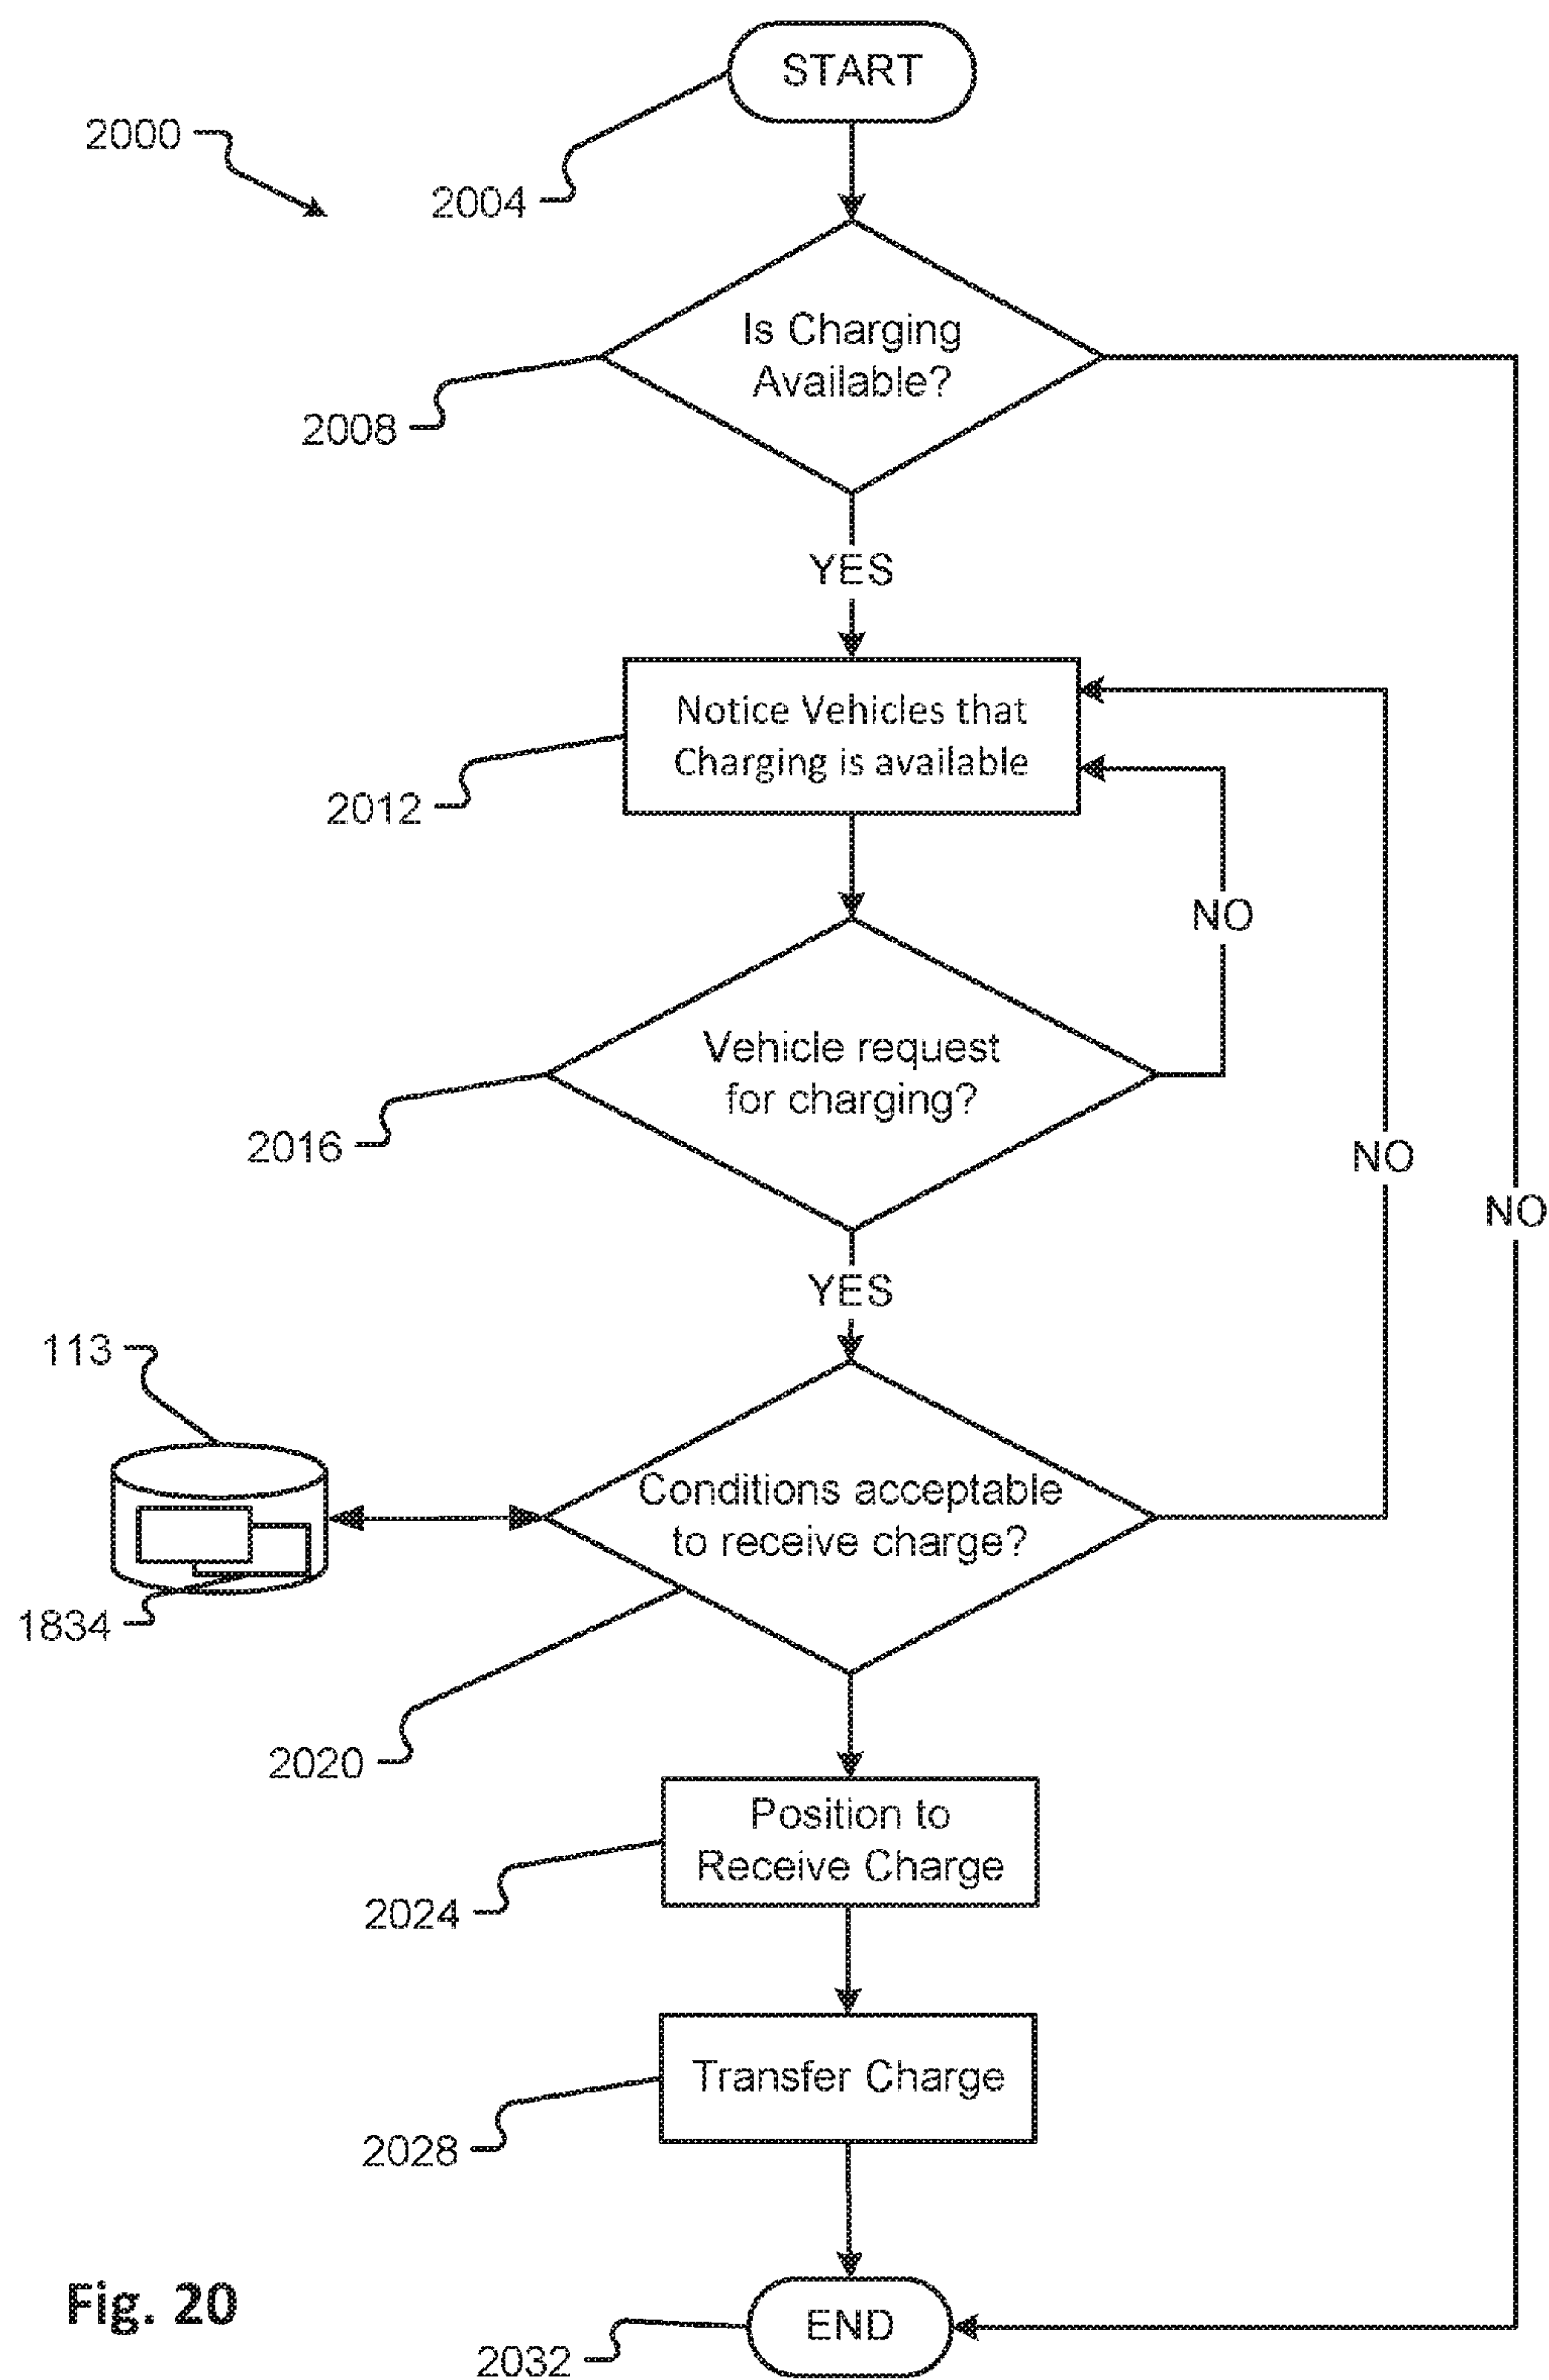 START
2000
2004
Is Charging
Available?
2008
YES
Notice Vehicles that
Charging is available
2012
NO
Vehicle request
for charging?
2016
NO
NO
YES
113
Conditions acceptable
to receive charge?
1834
2020
Position to
Receive Charge
2024
Transfer Charge
2028
Fig. 20
END
2032